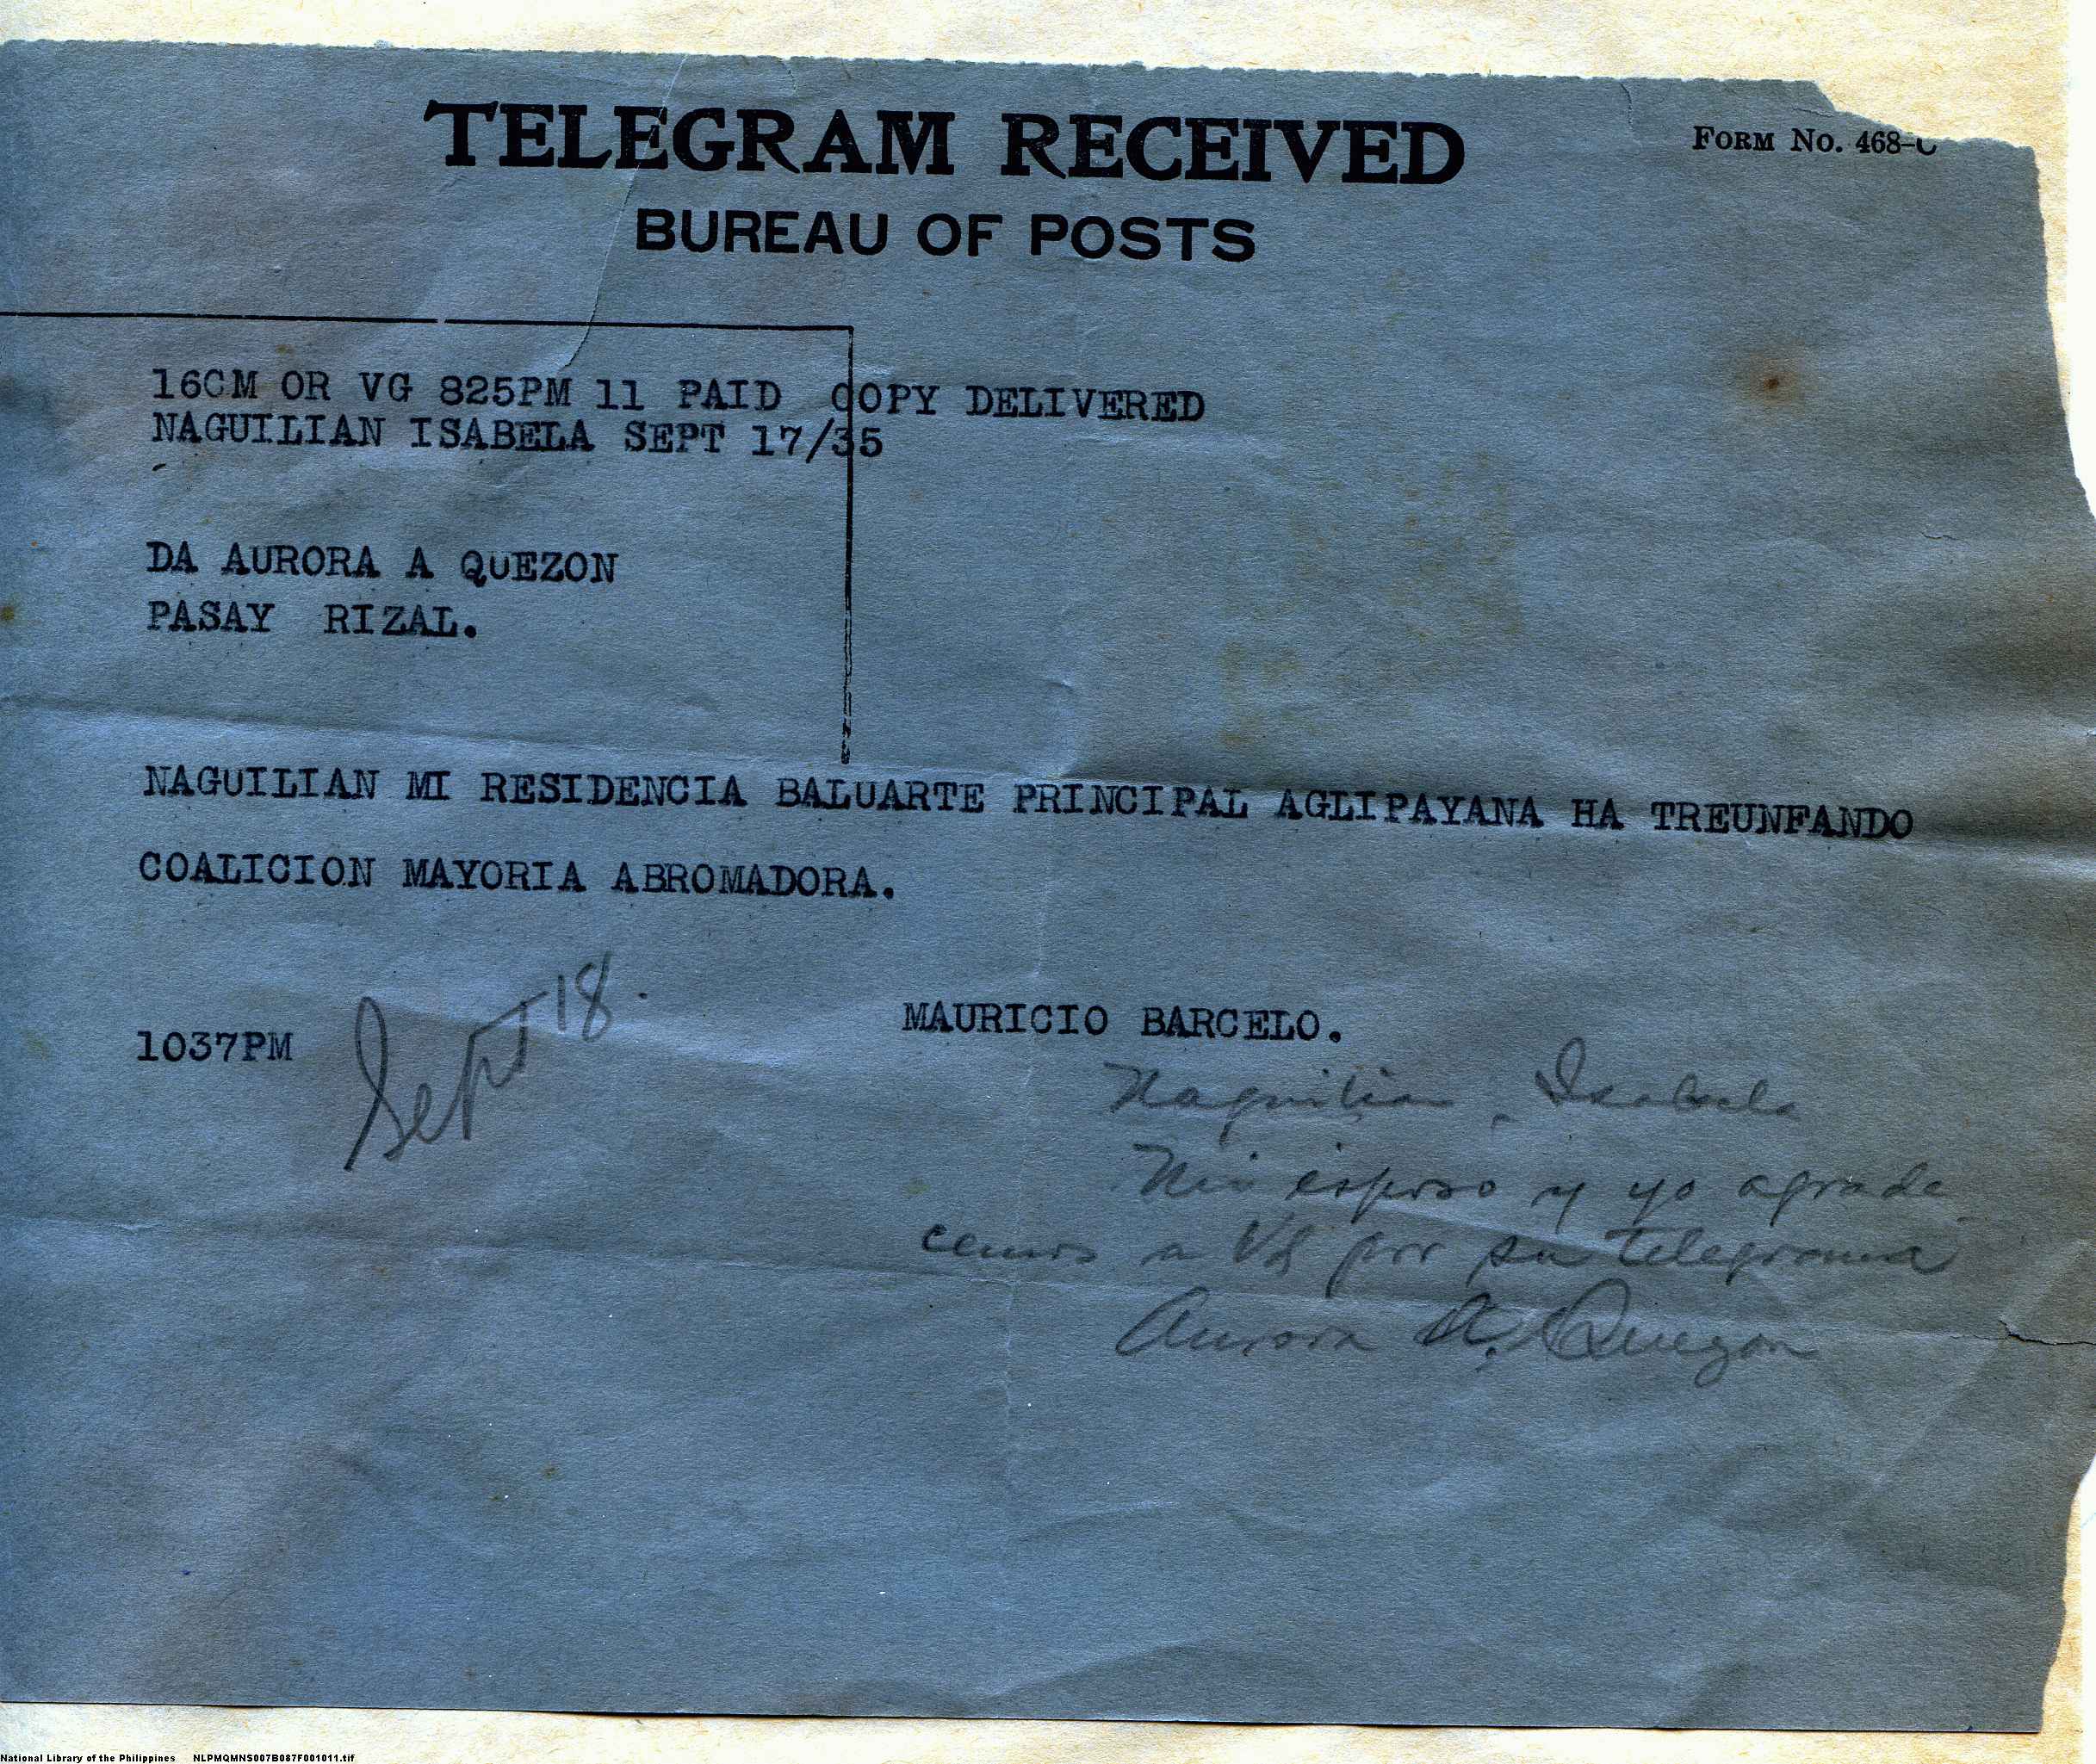 TELEGRAM RECEIVED
FORM NO. 468-
BUREAU OF POSTS
16CM OR VG 825PM 11 PAID COPY DELIVERED
NAGUILIAN ISABELA SEPT 17/35
DA AURORA A QUEZON
PASAY RIZAL.
NAGUILIAN MI RESIDENCIA BALUARTE PRINCIPAL AGLIPAYANA HA TREUNFANDO
COALICION MAYORIA ABROMADORA.
Sept 18.
MAURICIO BARCELO.
1037PM
Naguilian, Isabela
Mi esposo y yo agrade
cemos a Vd por su telegrama
Aurora A. Quezon
National Library of the Philippines NLPMQMNS007B087F001011.tif